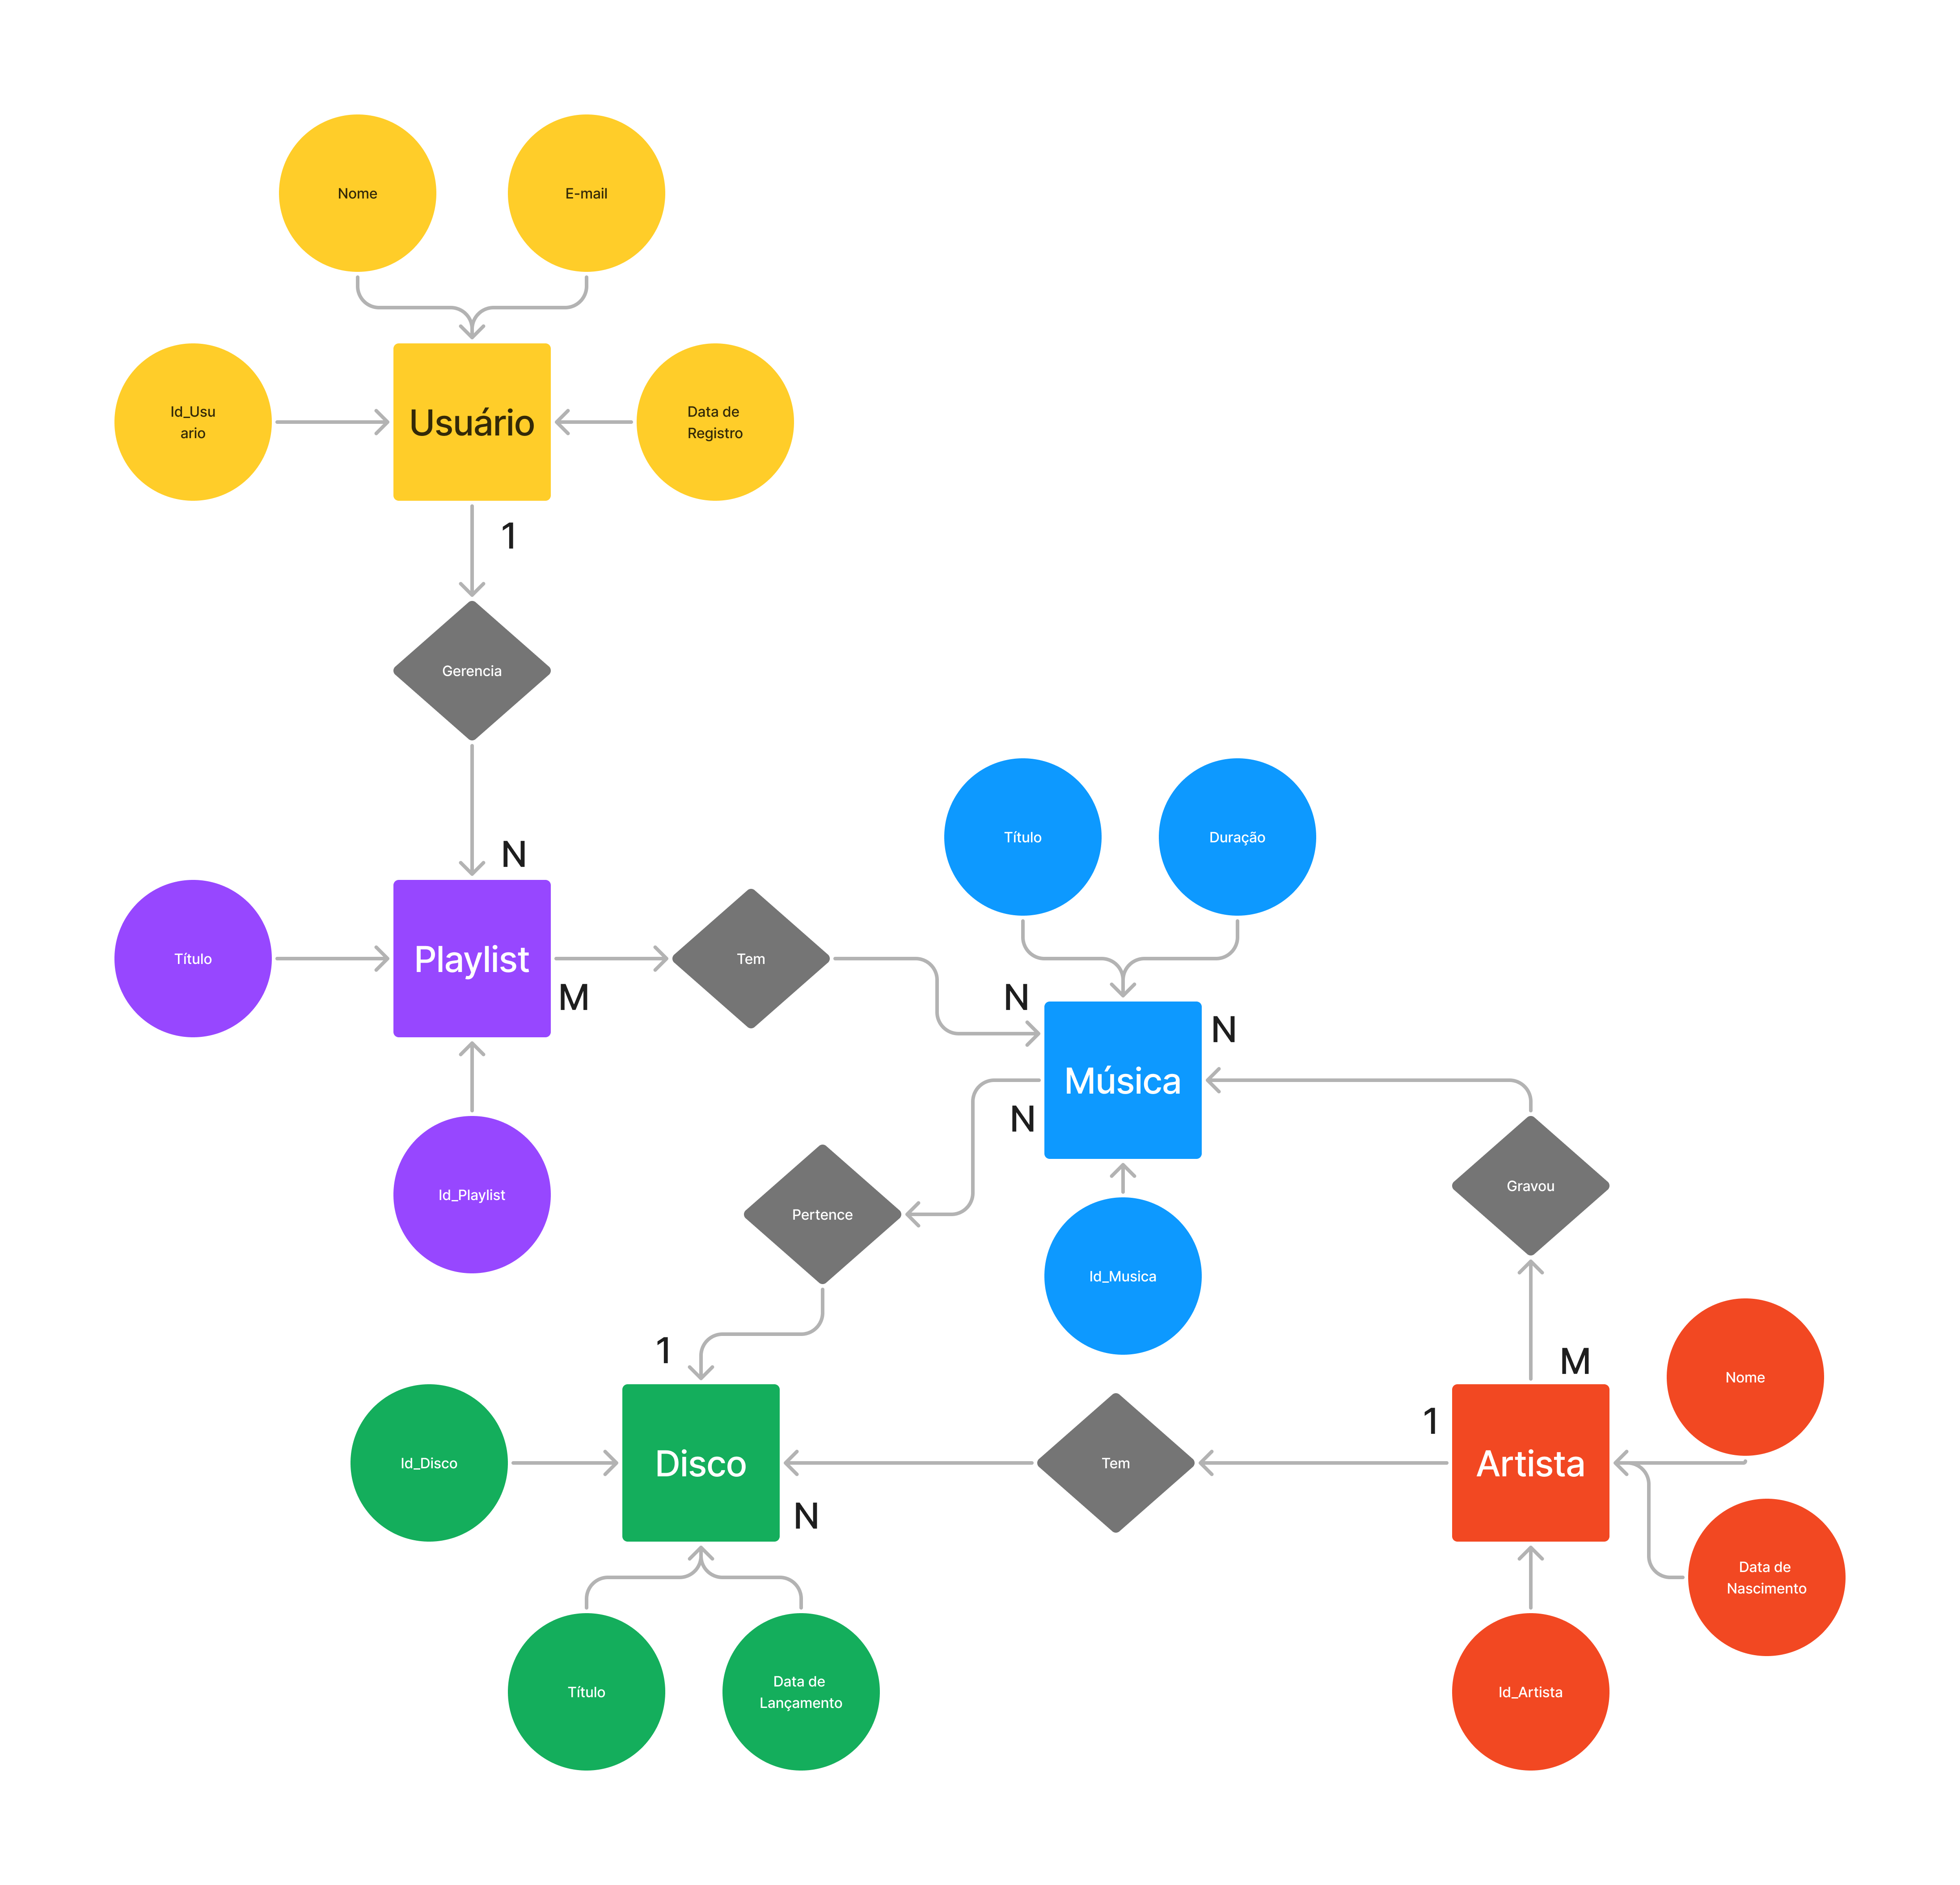 Nome
E-mail
Id_Usu
ario
Usuário
Data de
Registro
1
Gerencia
N
Título
Duração
Título
Playlist
Tem
M
N
N
Música
N
Id_Playlist
Pertence
Gravou
Id_Musica
1
M
Nome
1
Id_Disco
Disco
Tem
Artista
N
Data de
Nascimento
Título
Data de
Lançamento
Id_Artista